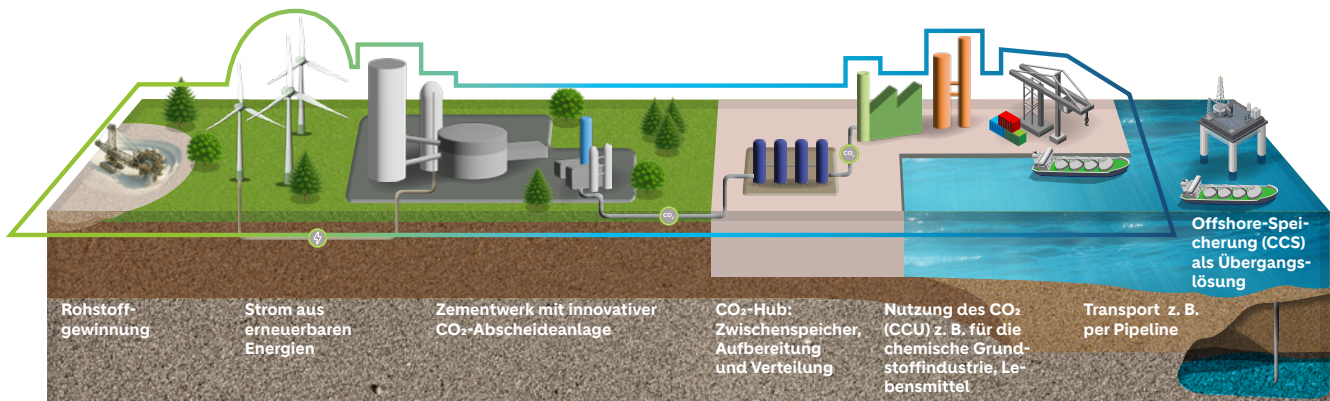 CO₂
CO₂
Offshore-Spei-
cherung (CCS)
als Übergangs-
lösung
Rohstoff-
gewinnung
Strom aus
erneuerbaren
Energien
Zementwerk mit innovativer
CO₂-Abscheideanlage
CO₂-Hub:
Zwischenspeicher,
Aufbereitung
und Verteilung
Nutzung des CO₂
(CCU) z. B. für die
chemische Grund-
stoffindustrie, Le-
bensmittel
Transport z. B.
per Pipeline